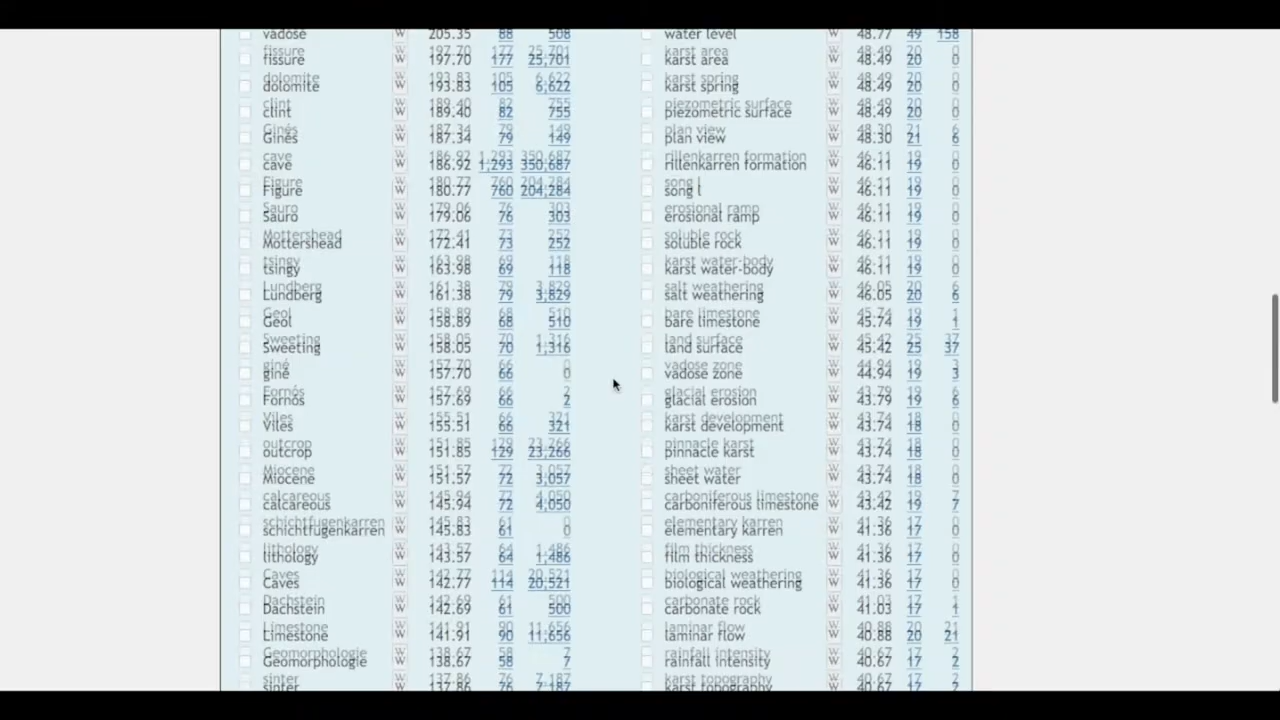 vadose W 205.35 88 508 water level W 48.77 49 158
fissure W 197.70 177 25,701 karst area W 48.49 20 0
dolomite W 193.83 105 6,622 karst spring W 48.49 20 0
clint W 189.40 82 755 piezometric surface W 48.49 20 0
Ginés W 187.34 79 149 plan view W 48.30 21 6
cave W 186.92 1,293 350,687 rillenkarren formation W 46.11 19 0
Figure W 180.77 760 204,284 song l W 46.11 19 0
Sauro W 179.06 76 303 erosional ramp W 46.11 19 0
Mottershead W 172.41 73 252 soluble rock W 46.11 19 0
tsingy W 163.98 69 118 karst water-body W 46.11 19 0
Lundberg W 161.38 79 3,829 salt weathering W 46.05 20 6
Geol W 158.89 68 510 bare limestone W 45.74 19 1
Sweeting W 158.05 70 1,316 land surface W 45.42 25 37
giné W 157.70 66 0 vadose zone W 44.94 19 3
Fornós W 157.69 66 2 glacial erosion W 43.79 19 6
Viles W 155.51 66 321 karst development W 43.74 18 0
outcrop W 151.85 129 23,266 pinnacle karst W 43.74 18 0
Miocene W 151.57 72 3,057 sheet water W 43.74 18 0
calcareous W 145.94 72 4,050 carboniferous limestone W 43.42 19 7
schichtfugenkarren W 145.83 61 0 elementary karren W 41.36 17 0
lithology W 143.57 64 1,486 film thickness W 41.36 17 0
Caves W 142.77 114 20,521 biological weathering W 41.36 17 0
Dachstein W 142.69 61 500 carbonate rock W 41.03 17 1
Limestone W 141.91 90 11,656 laminar flow W 40.88 20 21
Geomorphologie W 138.67 58 7 rainfall intensity W 40.67 17 2
sinter W 137.86 76 7,187 karst topography W 40.67 17 2